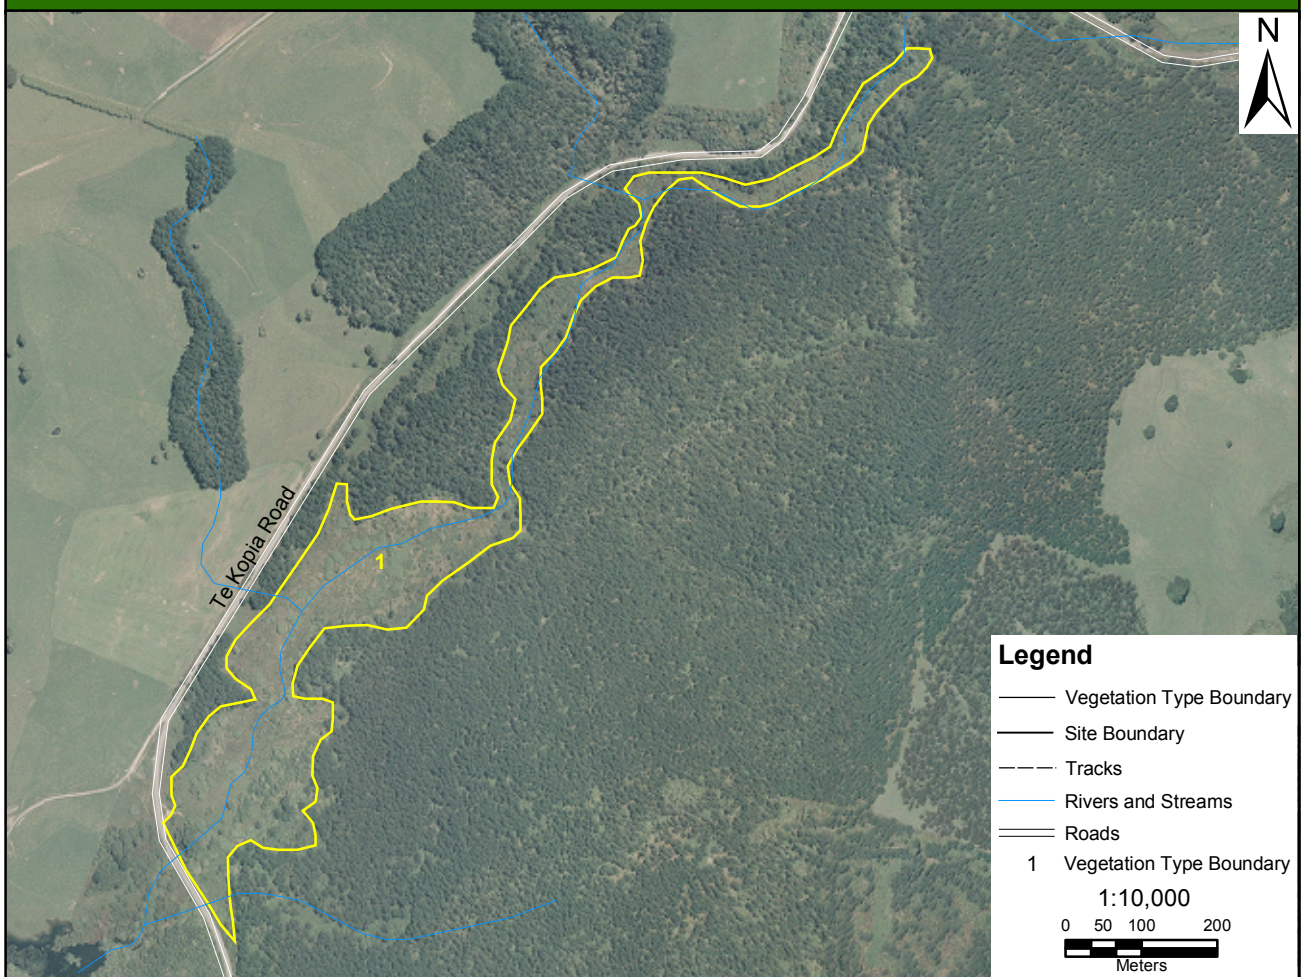 N
Te Kopia Road
1
Legend
Vegetation Type Boundary
Site Boundary
Tracks
Rivers and Streams
Roads
1 Vegetation Type Boundary
1:10,000
0 50 100 200
Meters